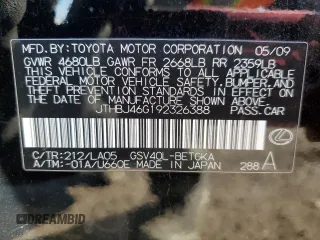 MFD.BY:TOYOTA MOTOR CORPORATION 05/09
GVWR 4680LB GAWR FR 2668LB RR 2359LB
THIS VEHICLE CONFORMS TO ALL APPLICABLE
FEDERAL MOTOR VEHICLE SAFETY, BUMPER, AND
THEFT PREVENTION STANDARDS IN EFFECT ON
THE DATE OF MANUFACTURE SHOWN ABOVE.
JTHBJ46G192326388 PASS.CAR
C/TR:212/LA05 GSV40L-BETGKA
A/TM:-01A/U660E MADE IN JAPAN 288 A